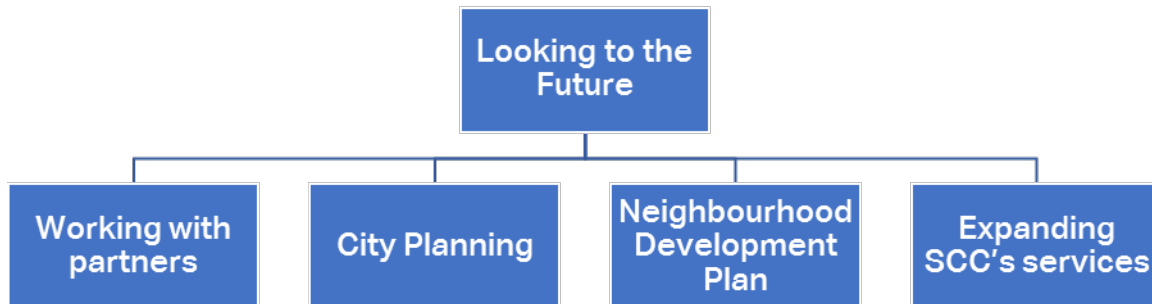 Looking to the
Future
Working with
partners
City Planning
Neighbourhood
Development
Plan
Expanding
SCC's services